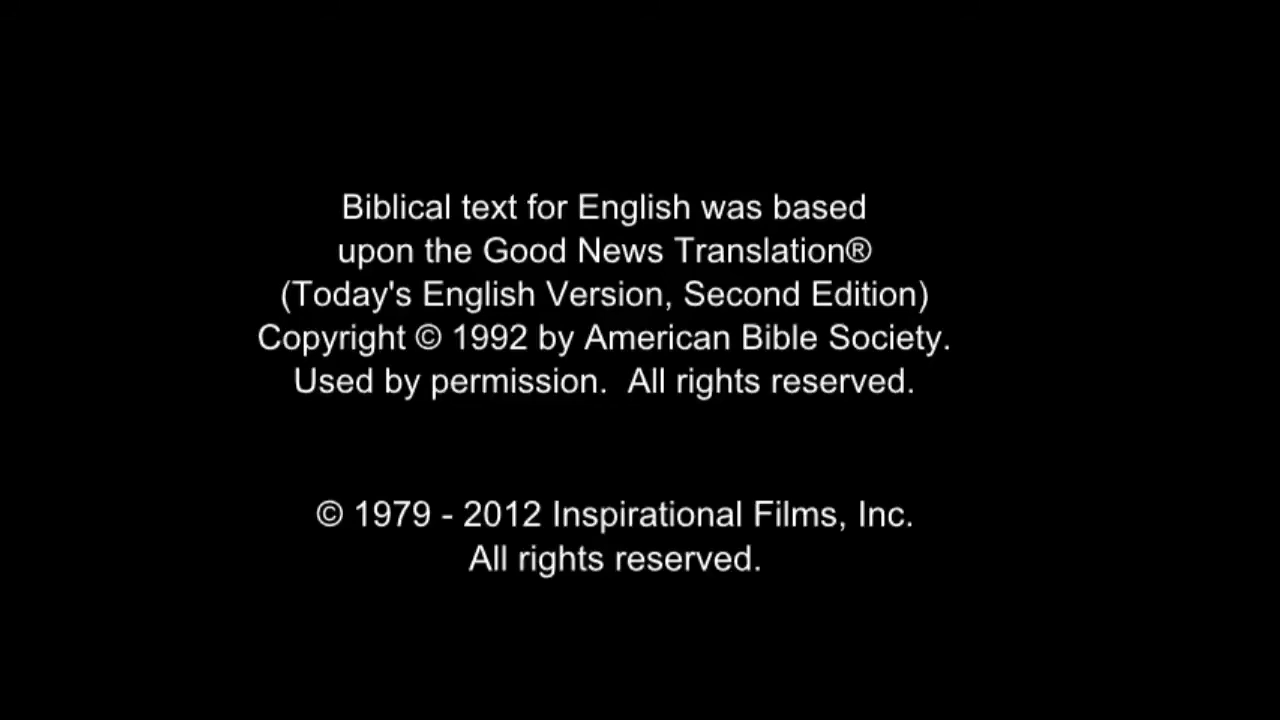 Biblical text for English was based
upon the Good News Translation®
(Today's English Version, Second Edition)
Copyright © 1992 by American Bible Society.
Used by permission.  All rights reserved.
© 1979 - 2012 Inspirational Films, Inc.
All rights reserved.